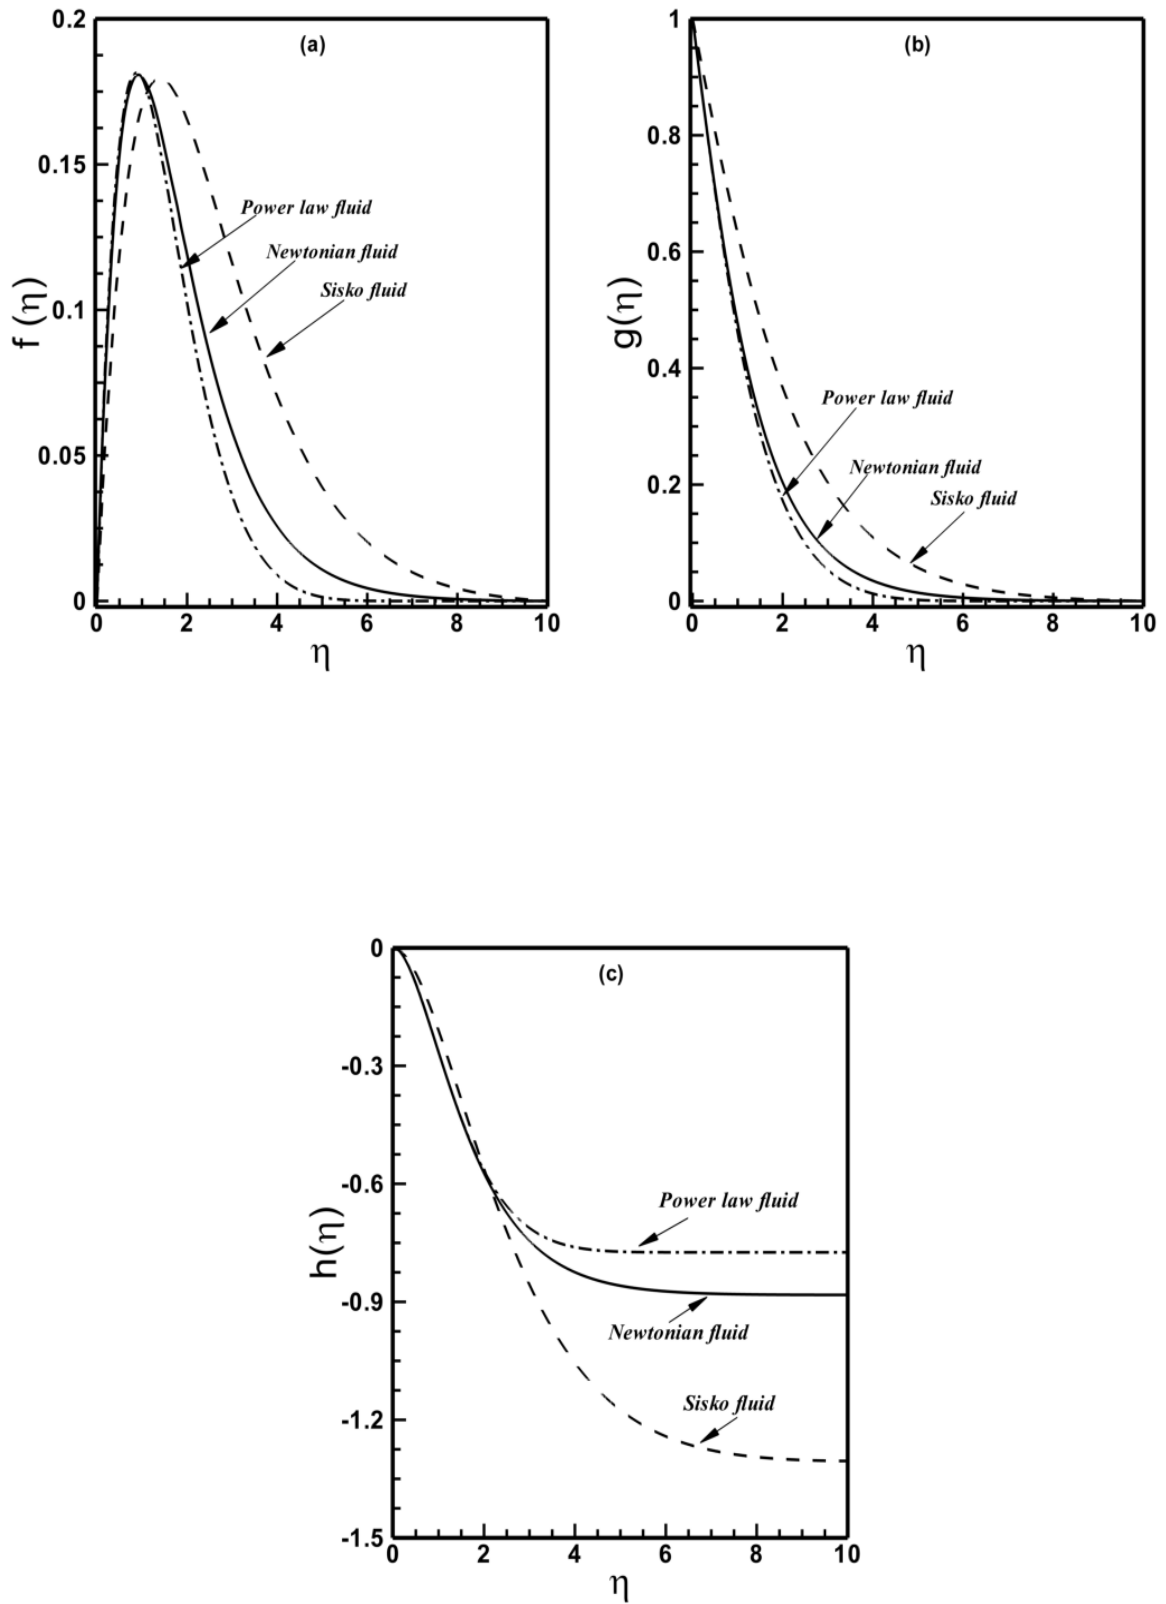 0.2
(a)
0.15
Power law fluid
Newtonian fluid
Sisko fluid
f (η)
0.1
0.05
0
0 2 4 6 8 10
η
1
(b)
0.8
0.6
g(η)
0.4
Power law fluid
Newtonian fluid
Sisko fluid
0.2
0
0 2 4 6 8 10
η
0
(c)
-0.3
-0.6
Power law fluid
h(η)
-0.9
Newtonian fluid
Sisko fluid
-1.2
-1.5
0 2 4 6 8 10
η